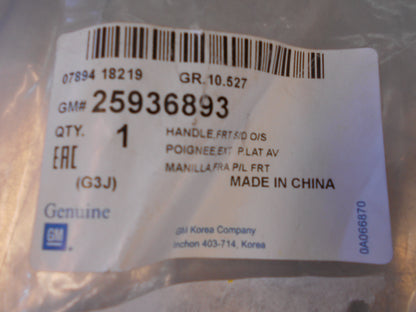 07894 18219 GR.10.527
GM# 25936893
QTY. 1 HANDLE,FRT S/D O/S
POIGNEE,EXT P.LAT AV
EAC MANILLA,FRA P/L FRT
(G3J) MADE IN CHINA
Genuine
GM
GM Korea Company
Inchon 403-714, Korea
0A066870